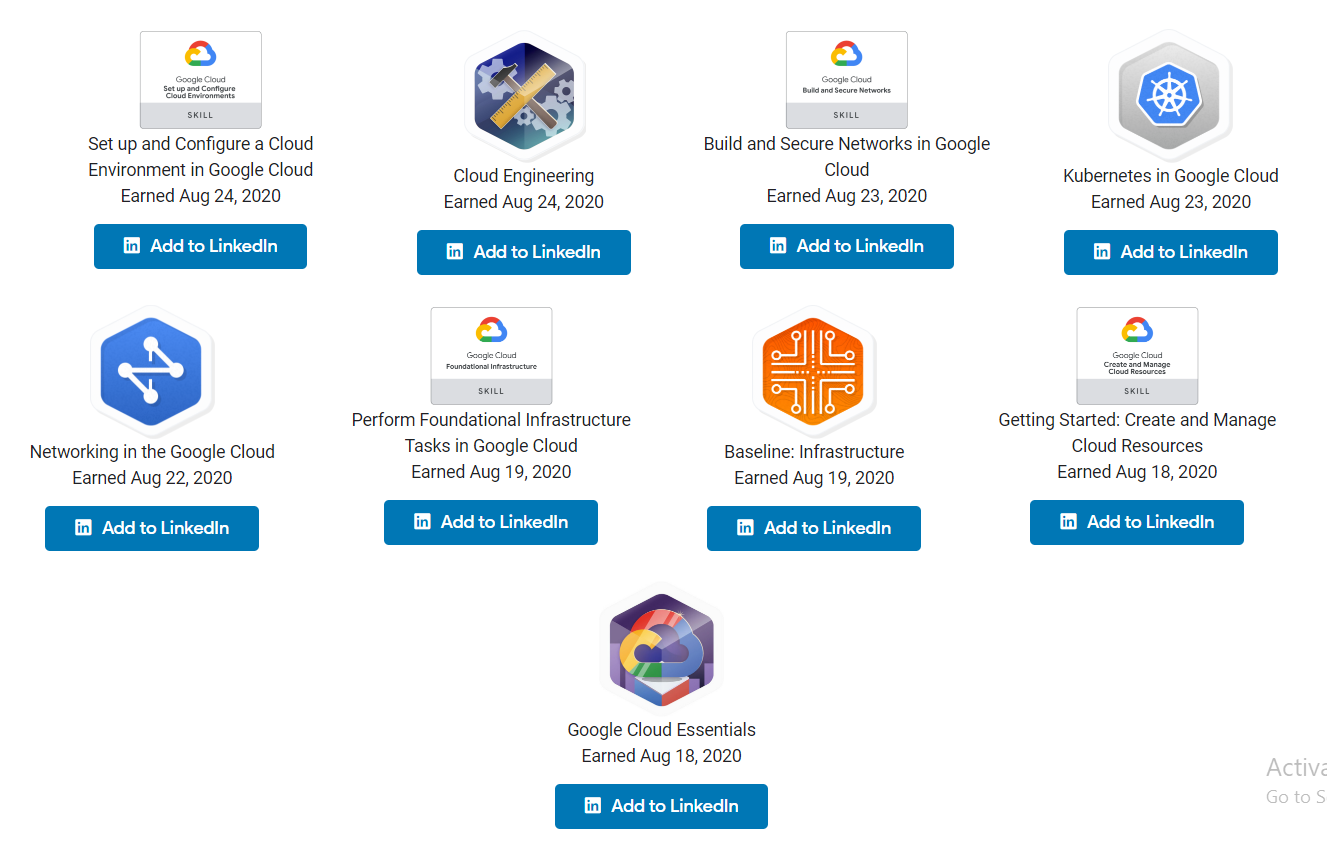 Google Cloud
Set up and Configure
Cloud Environments
SKILL
Set up and Configure a Cloud
Environment in Google Cloud
Earned Aug 24, 2020
Add to LinkedIn
Cloud Engineering
Earned Aug 24, 2020
Add to LinkedIn
Google Cloud
Build and Secure Networks
SKILL
Build and Secure Networks in Google
Cloud
Earned Aug 23, 2020
Add to LinkedIn
Kubernetes in Google Cloud
Earned Aug 23, 2020
Add to LinkedIn
Networking in the Google Cloud
Earned Aug 22, 2020
Add to LinkedIn
Google Cloud
Foundational Infrastructure
SKILL
Perform Foundational Infrastructure
Tasks in Google Cloud
Earned Aug 19, 2020
Add to LinkedIn
Baseline: Infrastructure
Earned Aug 19, 2020
Add to LinkedIn
Google Cloud
Create and Manage
Cloud Resources
SKILL
Getting Started: Create and Manage
Cloud Resources
Earned Aug 18, 2020
Add to LinkedIn
Google Cloud Essentials
Earned Aug 18, 2020
Add to LinkedIn
Activa
Go to S